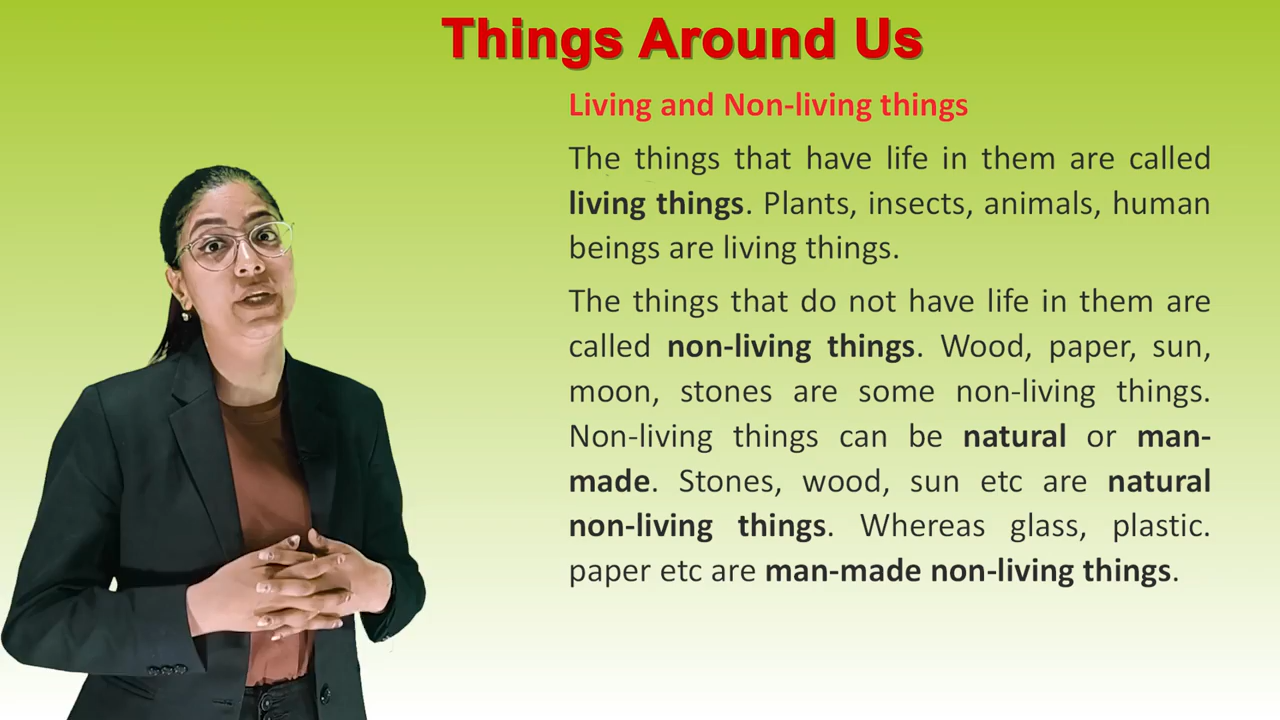 Things Around Us
Living and Non-living things
The things that have life in them are called
living things. Plants, insects, animals, human
beings are living things.
The things that do not have life in them are
called non-living things. Wood, paper, sun,
moon, stones are some non-living things.
Non-living things can be natural or man-
made. Stones, wood, sun etc are natural
non-living things. Whereas glass, plastic.
paper etc are man-made non-living things.